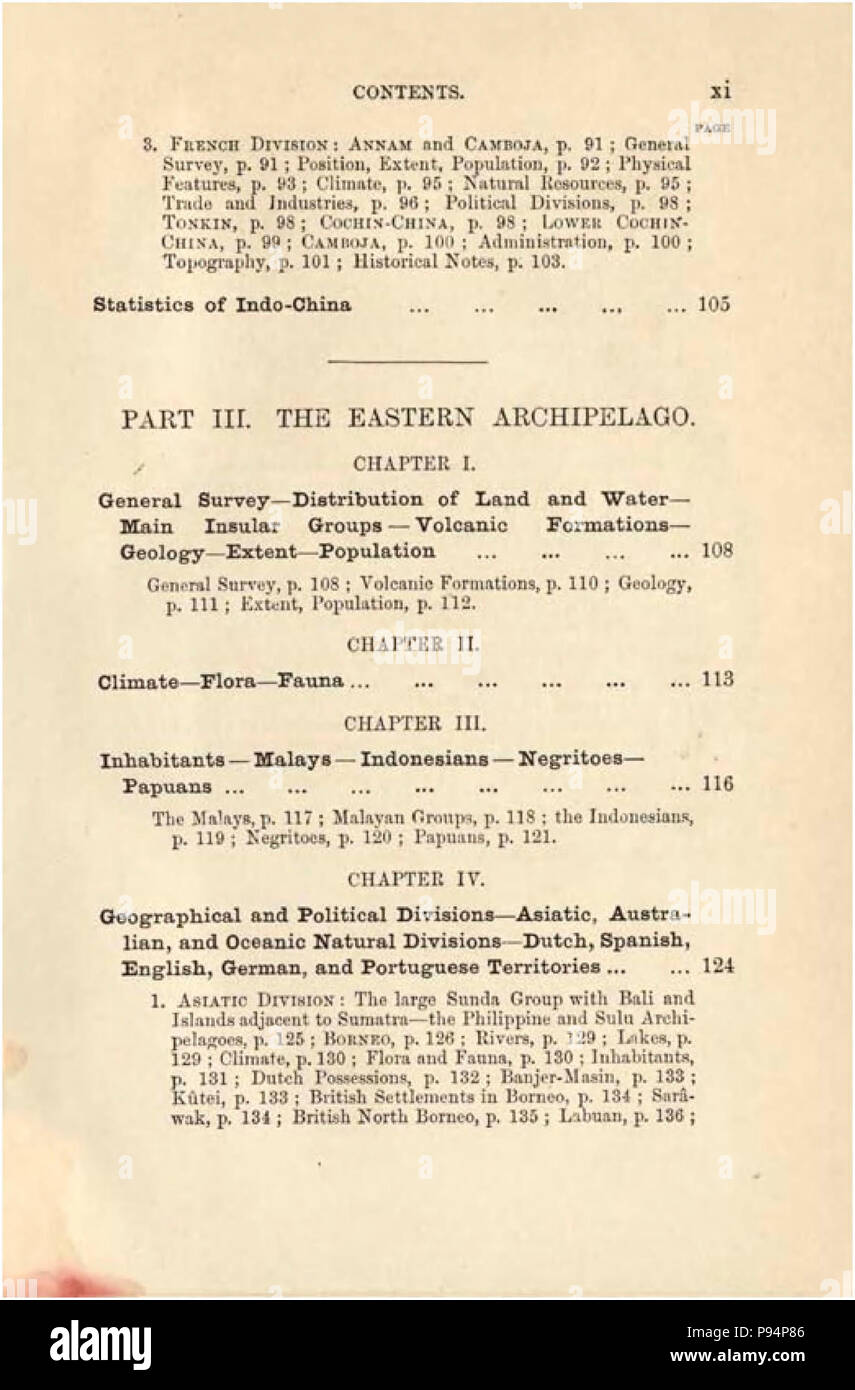 CONTENTS. xi
PAGE
3. FRENCH DIVISION : ANNAM and CAMBOJA, p. 91 ; General
Survey, p. 91 ; Position, Extent, Population, p. 92 ; Physical
Features, p. 93 ; Climate, p. 95 ; Natural Resources, p. 95 ;
Trade and Industries, p. 96 ; Political Divisions, p. 98 ;
TONKIN, p. 98 ; COCHIN-CHINA, p. 98 ; LOWER COCHIN-
CHINA, p. 99 ; CAMBOJA, p. 100 ; Administration, p. 100 ;
Topography, p. 101 ; Historical Notes, p. 103.
Statistics of Indo-China ... ... ... ... ... 105
PART III. THE EASTERN ARCHIPELAGO.
CHAPTER I.
General Survey—Distribution of Land and Water—
Main Insular Groups — Volcanic Formations—
Geology—Extent—Population ... ... ... ... 108
General Survey, p. 108 ; Volcanic Formations, p. 110 ; Geology,
p. 111 ; Extent, Population, p. 112.
CHAPTER II.
Climate—Flora—Fauna ... ... ... ... ... ... 113
CHAPTER III.
Inhabitants — Malays — Indonesians — Negritoes—
Papuans ... ... ... ... ... ... ... ... 116
The Malays, p. 117 ; Malayan Groups, p. 118 ; the Indonesians,
p. 119 ; Negritoes, p. 120 ; Papuans, p. 121.
CHAPTER IV.
Geographical and Political Divisions—Asiatic, Austra-
lian, and Oceanic Natural Divisions—Dutch, Spanish,
English, German, and Portuguese Territories ... ... 124
1. ASIATIC DIVISION : The large Sunda Group with Bali and
Islands adjacent to Sumatra—the Philippine and Sulu Archi-
pelagoes, p. 125 ; BORNEO, p. 126 ; Rivers, p. 129 ; Lakes, p.
129 ; Climate, p. 130 ; Flora and Fauna, p. 130 ; Inhabitants,
p. 131 ; Dutch Possessions, p. 132 ; Banjer-Masin, p. 133 ;
Kûtei, p. 133 ; British Settlements in Borneo, p. 134 ; Sarâ-
wak, p. 134 ; British North Borneo, p. 135 ; Labuan, p. 136 ;
alamy
Image ID: P94P86
www.alamy.com